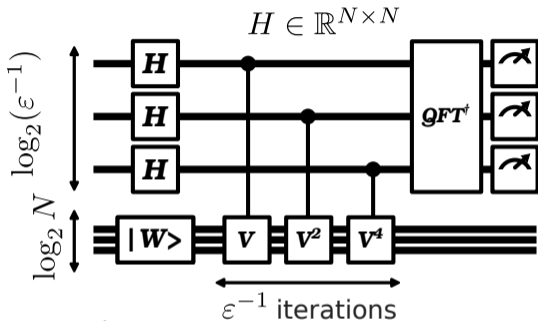 H ∈ ℝ^{N×N}
log₂(ε⁻¹)
H
H
H
QFT†
log₂ N
|W>
V
V²
V⁴
ε⁻¹ iterations